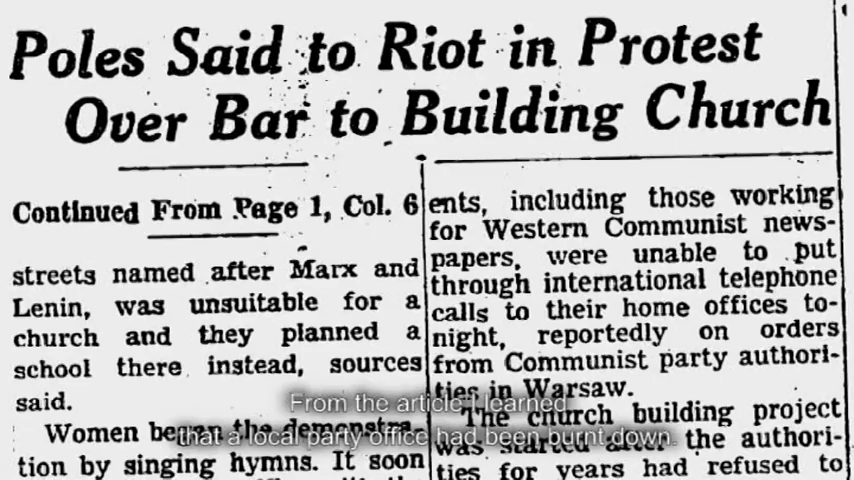 Poles Said to Riot in Protest
Over Bar to Building Church
Continued From Page 1, Col. 6
streets named after Marx and
Lenin, was unsuitable for a
church and they planned a
school there instead, sources
said.
Women began the demonstra-
tion by singing hymns. It soon
ents, including those working
for Western Communist news-
papers, were unable to put
through international telephone
calls to their home offices to-
night, reportedly on orders
from Communist party authori-
ties in Warsaw.
The church building project
was started after the authori-
ties for years had refused to
From the article I learned
that a local party office had been burnt down.